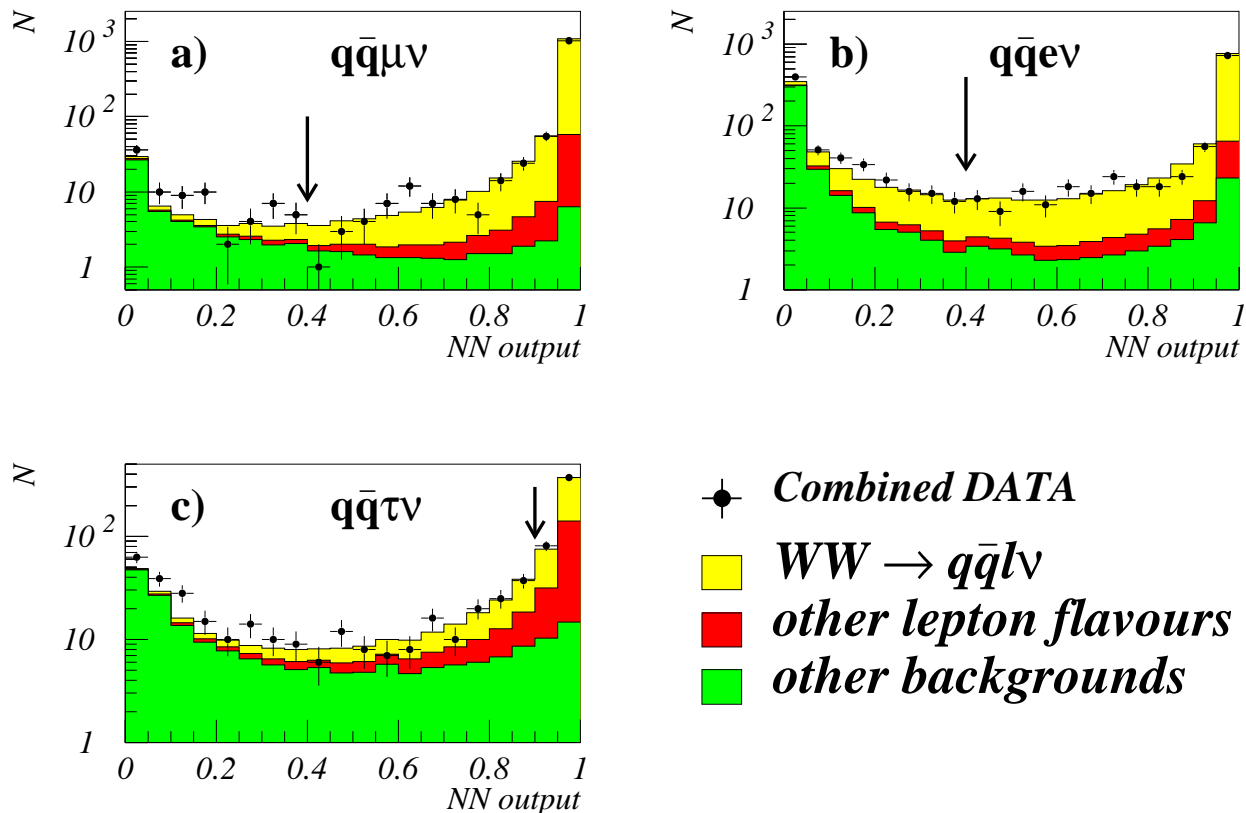 N
a)
qq̄μν
10³
10²
10
1
0 0.2 0.4 0.6 0.8 1
NN output
N
b)
qq̄eν
10³
10²
10
1
0 0.2 0.4 0.6 0.8 1
NN output
N
c)
qq̄τν
10²
10
1
0 0.2 0.4 0.6 0.8 1
NN output
Combined DATA
WW → qq̄lν
other lepton flavours
other backgrounds